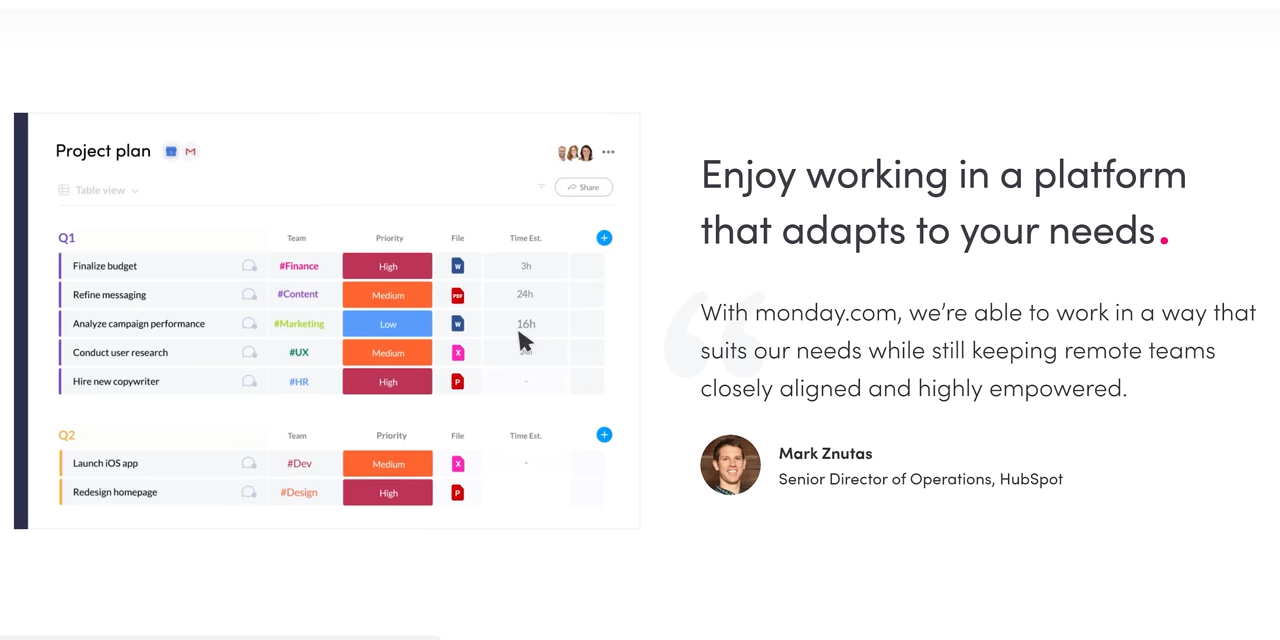 Project plan
Table view
Share
Q1 Team Priority File Time Est.
Finalize budget #Finance High W 3h
Refine messaging #Content Medium PDF 24h
Analyze campaign performance #Marketing Low W 16h
Conduct user research #UX Medium X
Hire new copywriter #HR High P -
Q2 Team Priority File Time Est.
Launch iOS app #Dev Medium X -
Redesign homepage #Design High P
Enjoy working in a platform
that adapts to your needs.
With monday.com, we’re able to work in a way that
suits our needs while still keeping remote teams
closely aligned and highly empowered.
Mark Znutas
Senior Director of Operations, HubSpot